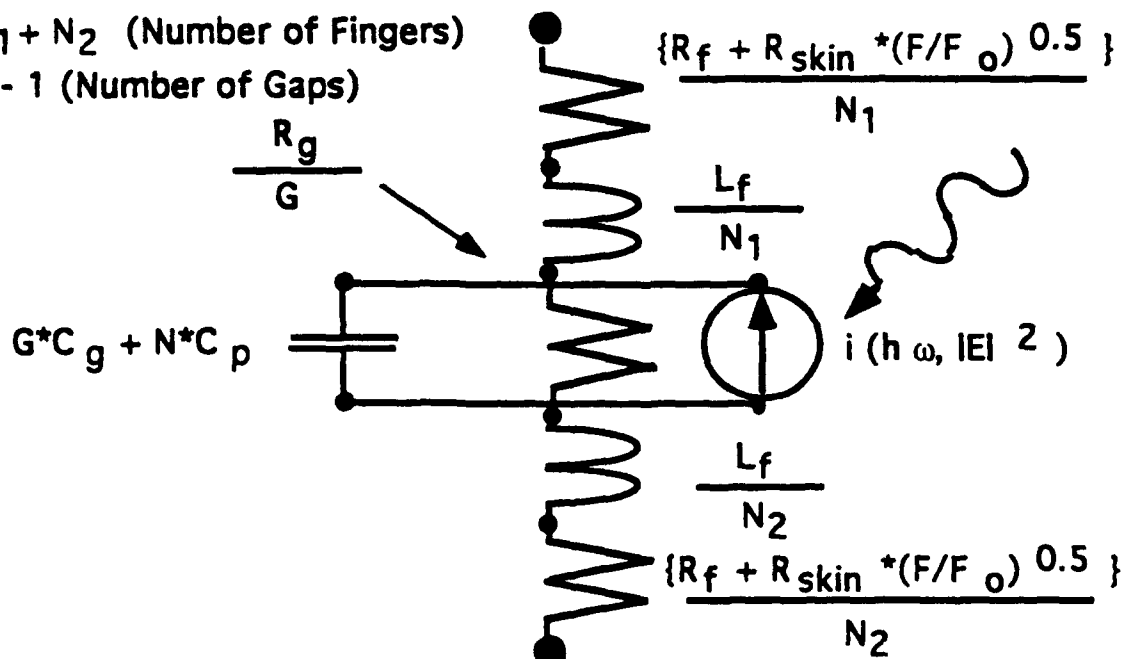 1 + N2 (Number of Fingers)
- 1 (Number of Gaps)
{Rf + Rskin *(F/Fo) 0.5 }
N1
Rg
G
Lf
N1
G*Cg + N*Cp
i (h ω, |E| 2 )
Lf
N2
{Rf + Rskin *(F/Fo) 0.5 }
N2